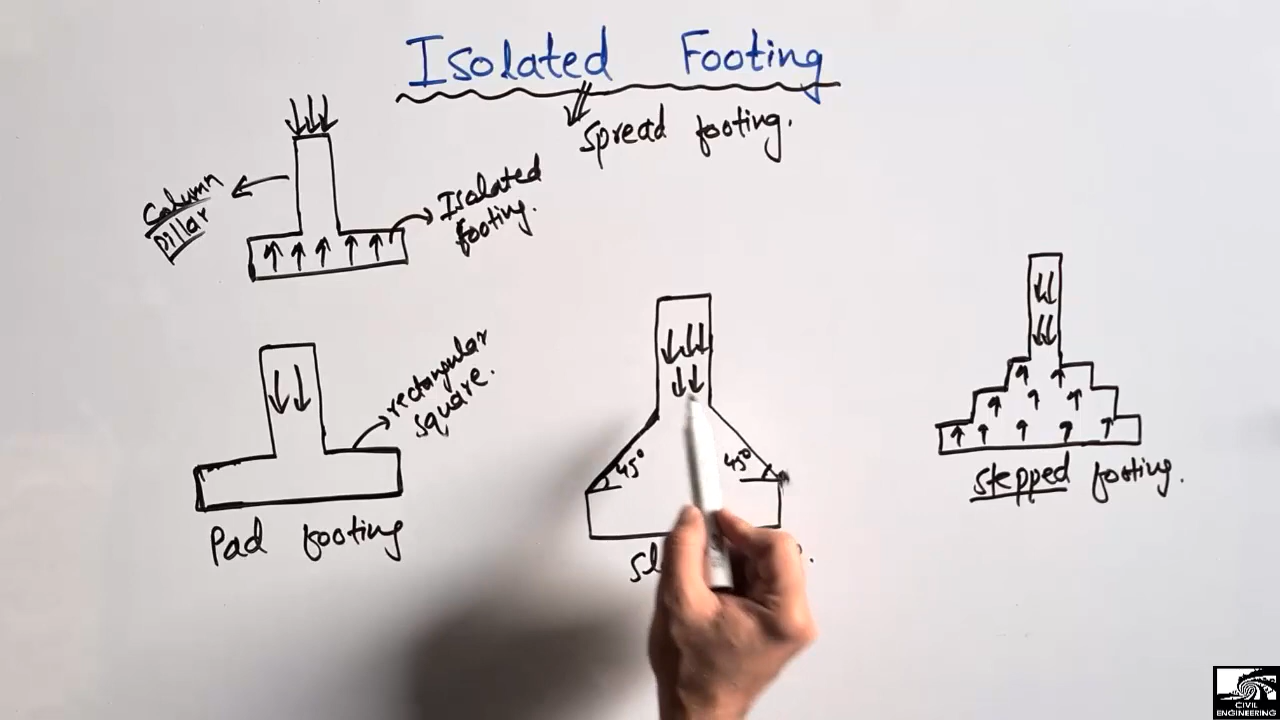 Isolated Footing
Spread footing.
Column
Pillar
Isolated
footing.
rectangular
square.
45°
45°
Pad footing
stepped footing.
CIVIL
ENGINEERING